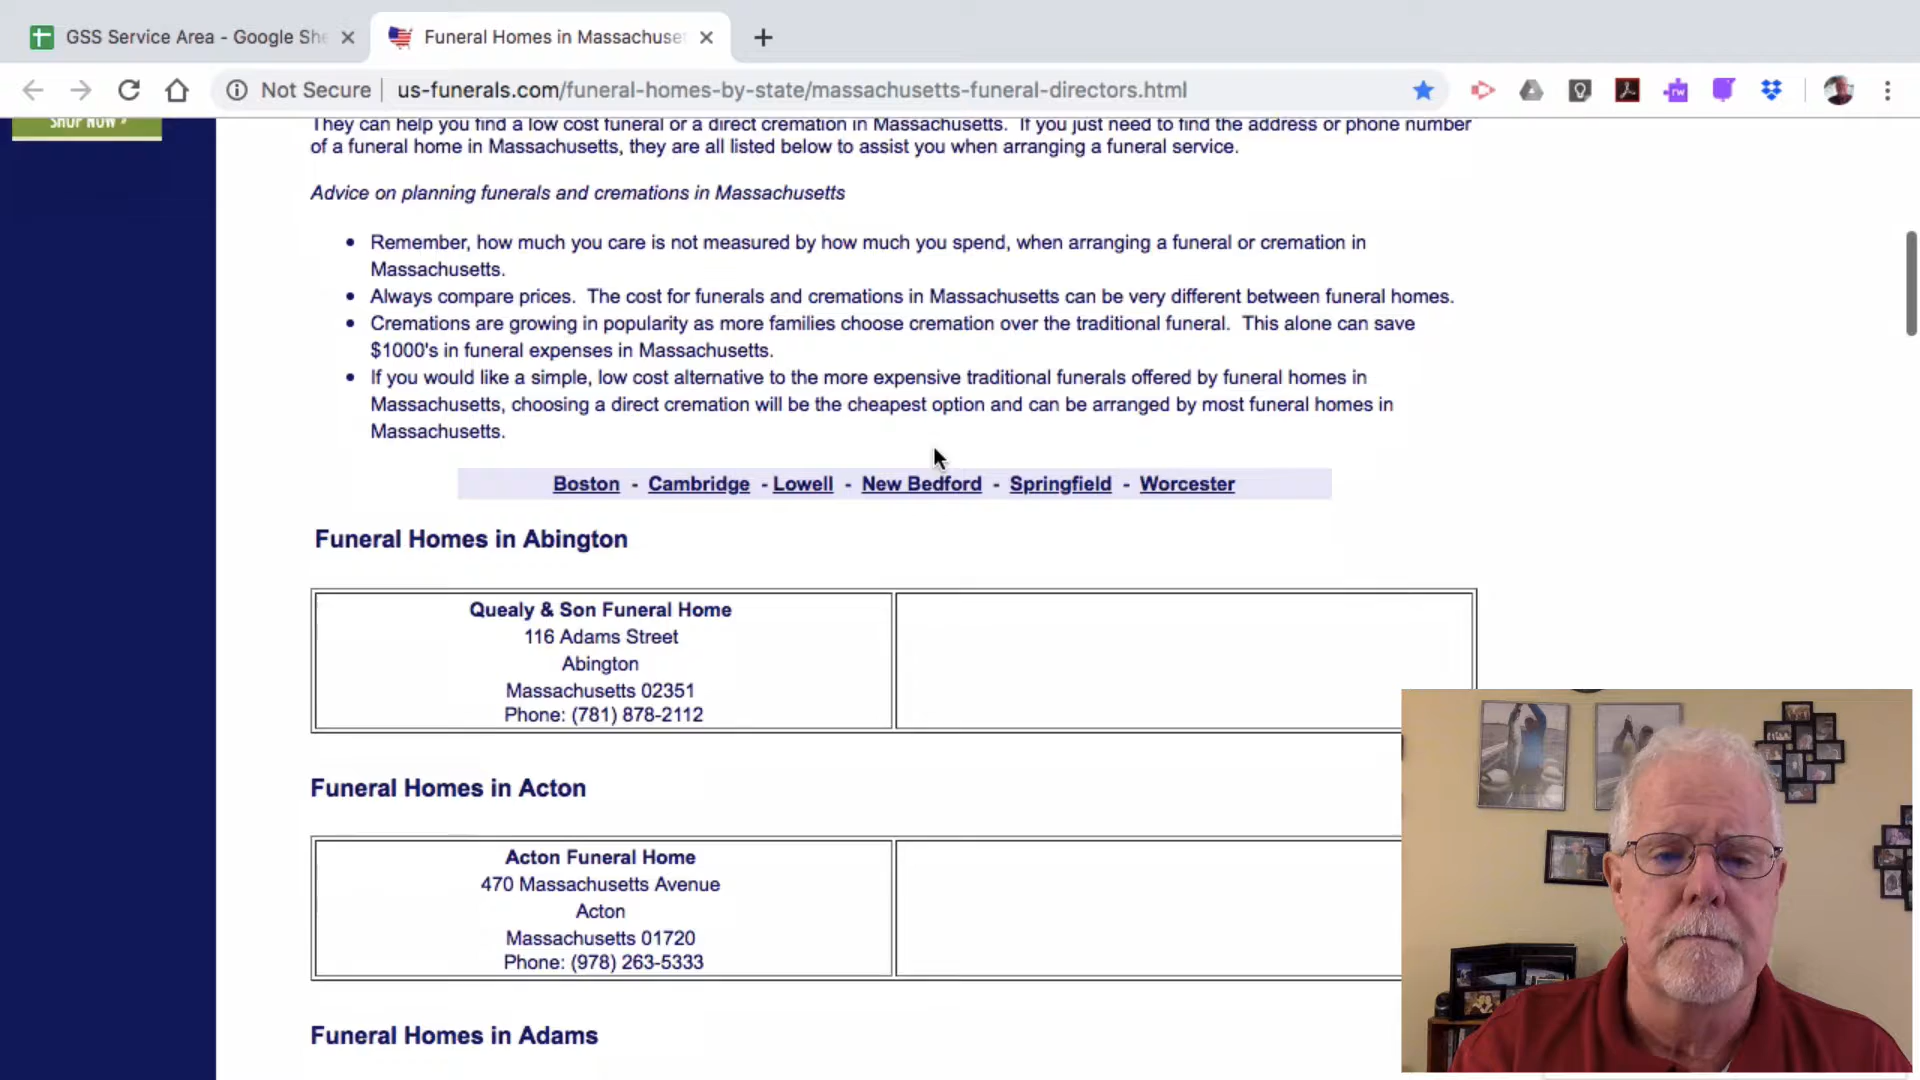 GSS Service Area - Google She
Funeral Homes in Massachuse
Not Secure
us-funerals.com/funeral-homes-by-state/massachusetts-funeral-directors.html
SHOP NOW
They can help you find a low cost funeral or a direct cremation in Massachusetts. If you just need to find the address or phone number
of a funeral home in Massachusetts, they are all listed below to assist you when arranging a funeral service.
Advice on planning funerals and cremations in Massachusetts
• Remember, how much you care is not measured by how much you spend, when arranging a funeral or cremation in
Massachusetts.
• Always compare prices. The cost for funerals and cremations in Massachusetts can be very different between funeral homes.
• Cremations are growing in popularity as more families choose cremation over the traditional funeral. This alone can save
$1000's in funeral expenses in Massachusetts.
• If you would like a simple, low cost alternative to the more expensive traditional funerals offered by funeral homes in
Massachusetts, choosing a direct cremation will be the cheapest option and can be arranged by most funeral homes in
Massachusetts.
Boston - Cambridge - Lowell - New Bedford - Springfield - Worcester
Funeral Homes in Abington
Quealy & Son Funeral Home
116 Adams Street
Abington
Massachusetts 02351
Phone: (781) 878-2112
Funeral Homes in Acton
Acton Funeral Home
470 Massachusetts Avenue
Acton
Massachusetts 01720
Phone: (978) 263-5333
Funeral Homes in Adams